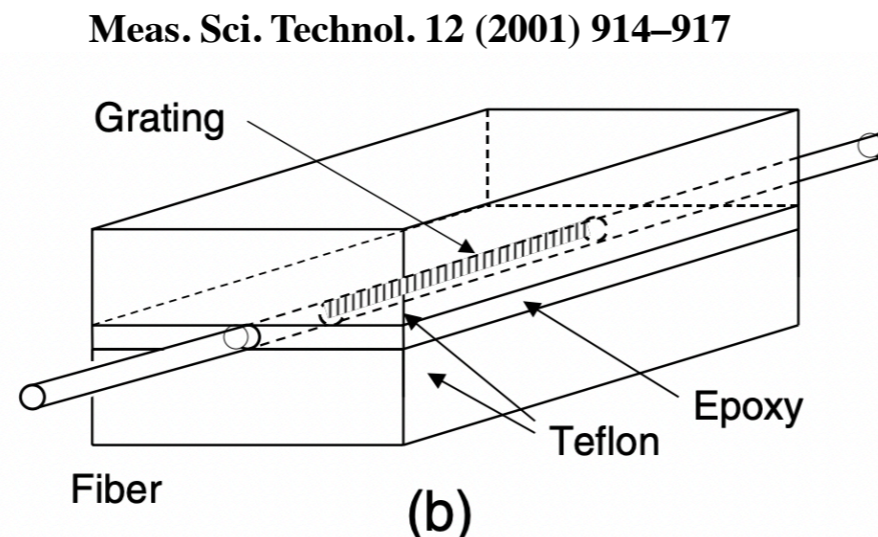 Meas. Sci. Technol. 12 (2001) 914–917
Grating
Epoxy
Teflon
Fiber
(b)